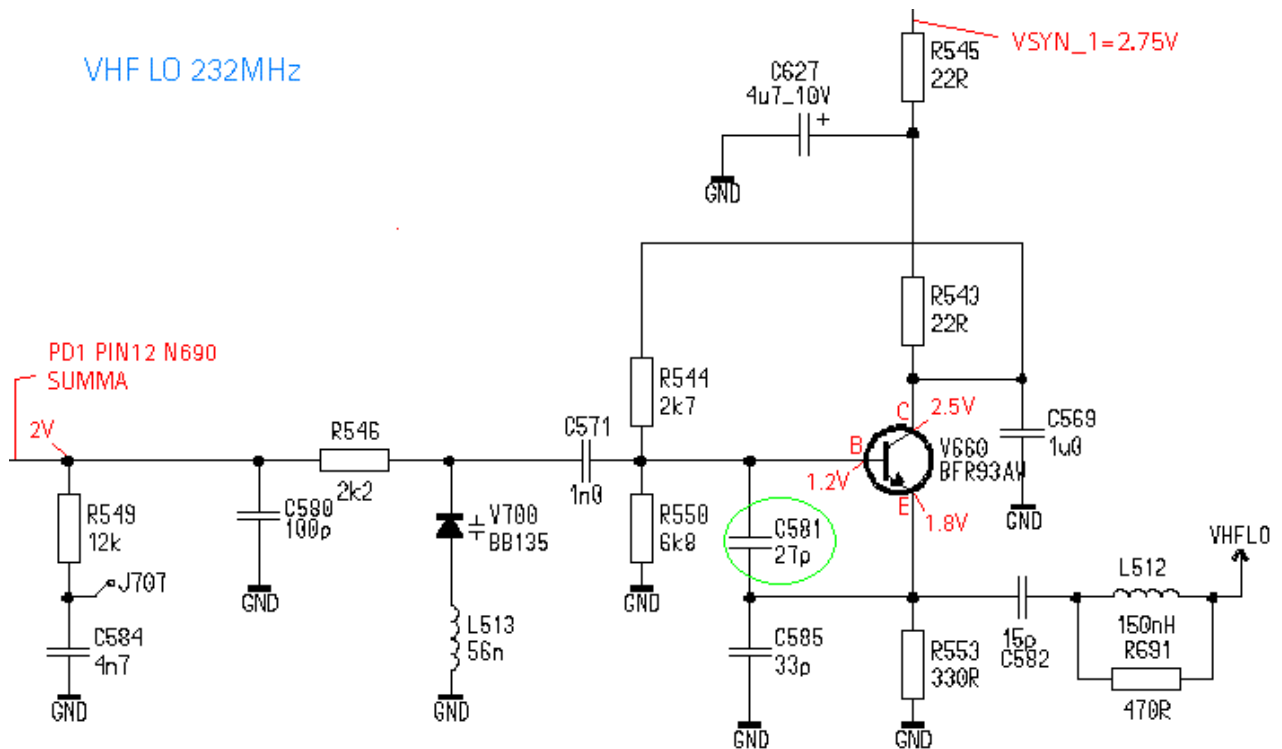 VHF LO 232MHz
VSYN_1=2.75V
R545
22R
C627
4u7_10V
+
GND
R543
22R
PD1 PIN12 N690
SUMMA
2V
R544
2k7
C 2.5V
C569
1u0
GND
R546
2k2
C571
1n0
B
1.2V
V660
BFR93AW
E
1.8V
R549
12k
C580
100p
GND
V700
BB135
R550
6k8
GND
C581
27p
J707
C584
4n7
GND
L513
56n
GND
C585
33p
GND
R553
330R
GND
15p
C582
L512
150nH
R691
470R
VHFLO